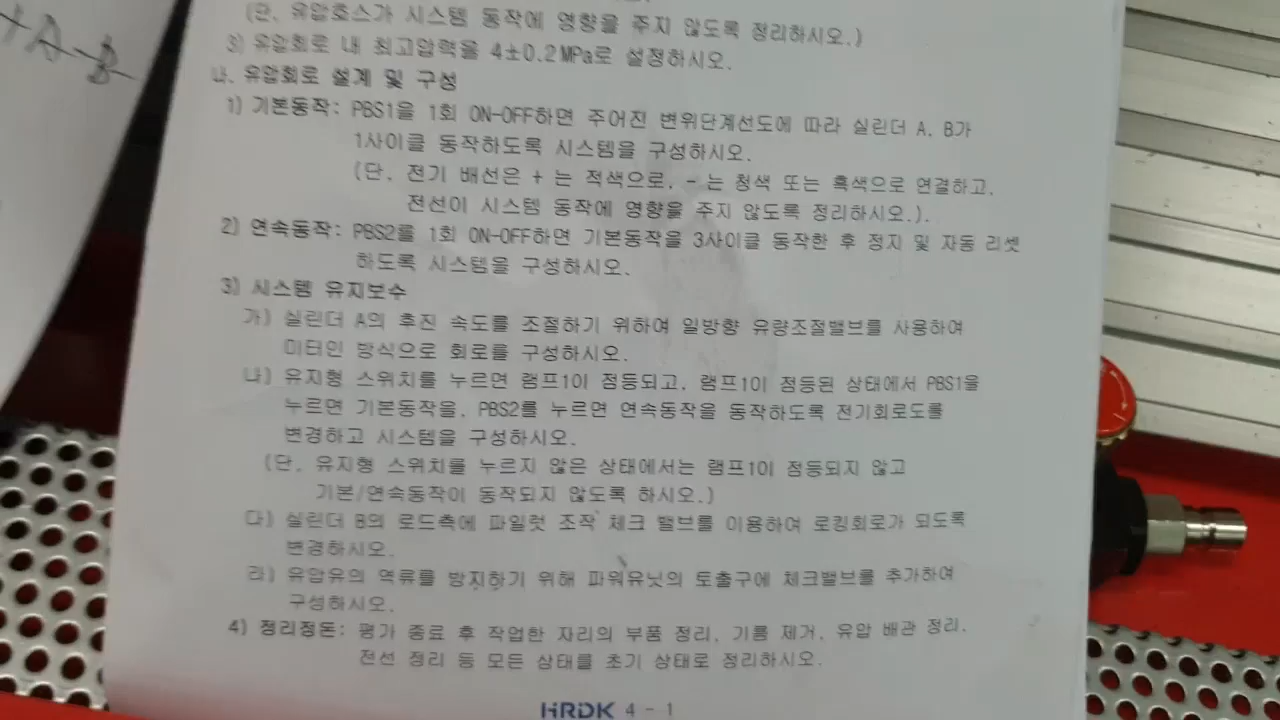 +A-B-
(단, 유압호스가 시스템 동작에 영향을 주지 않도록 정리하시오.)
3) 유압회로 내 최고압력을 4±0.2MPa로 설정하시오.
나. 유압회로 설계 및 구성
1) 기본동작: PBS1을 1회 ON-OFF하면 주어진 변위단계선도에 따라 실린더 A, B가
1사이클 동작하도록 시스템을 구성하시오.
(단, 전기 배선은 + 는 적색으로, - 는 청색 또는 흑색으로 연결하고,
전선이 시스템 동작에 영향을 주지 않도록 정리하시오.).
2) 연속동작: PBS2를 1회 ON-OFF하면 기본동작을 3사이클 동작한 후 정지 및 자동 리셋
하도록 시스템을 구성하시오.
3) 시스템 유지보수
가) 실린더 A의 후진 속도를 조절하기 위하여 일방향 유량조절밸브를 사용하여
미터인 방식으로 회로를 구성하시오.
나) 유지형 스위치를 누르면 램프1이 점등되고, 램프1이 점등된 상태에서 PBS1을
누르면 기본동작을, PBS2를 누르면 연속동작을 동작하도록 전기회로도를
변경하고 시스템을 구성하시오.
(단, 유지형 스위치를 누르지 않은 상태에서는 램프1이 점등되지 않고
기본/연속동작이 동작되지 않도록 하시오.)
다) 실린더 B의 로드측에 파일럿 조작 체크 밸브를 이용하여 로킹회로가 되도록
변경하시오.
라) 유압유의 역류를 방지하기 위해 파워유닛의 토출구에 체크밸브를 추가하여
구성하시오.
4) 정리정돈: 평가 종료 후 작업한 자리의 부품 정리, 기름 제거, 유압 배관 정리,
전선 정리 등 모든 상태를 초기 상태로 정리하시오.
HRDK 4 - 1